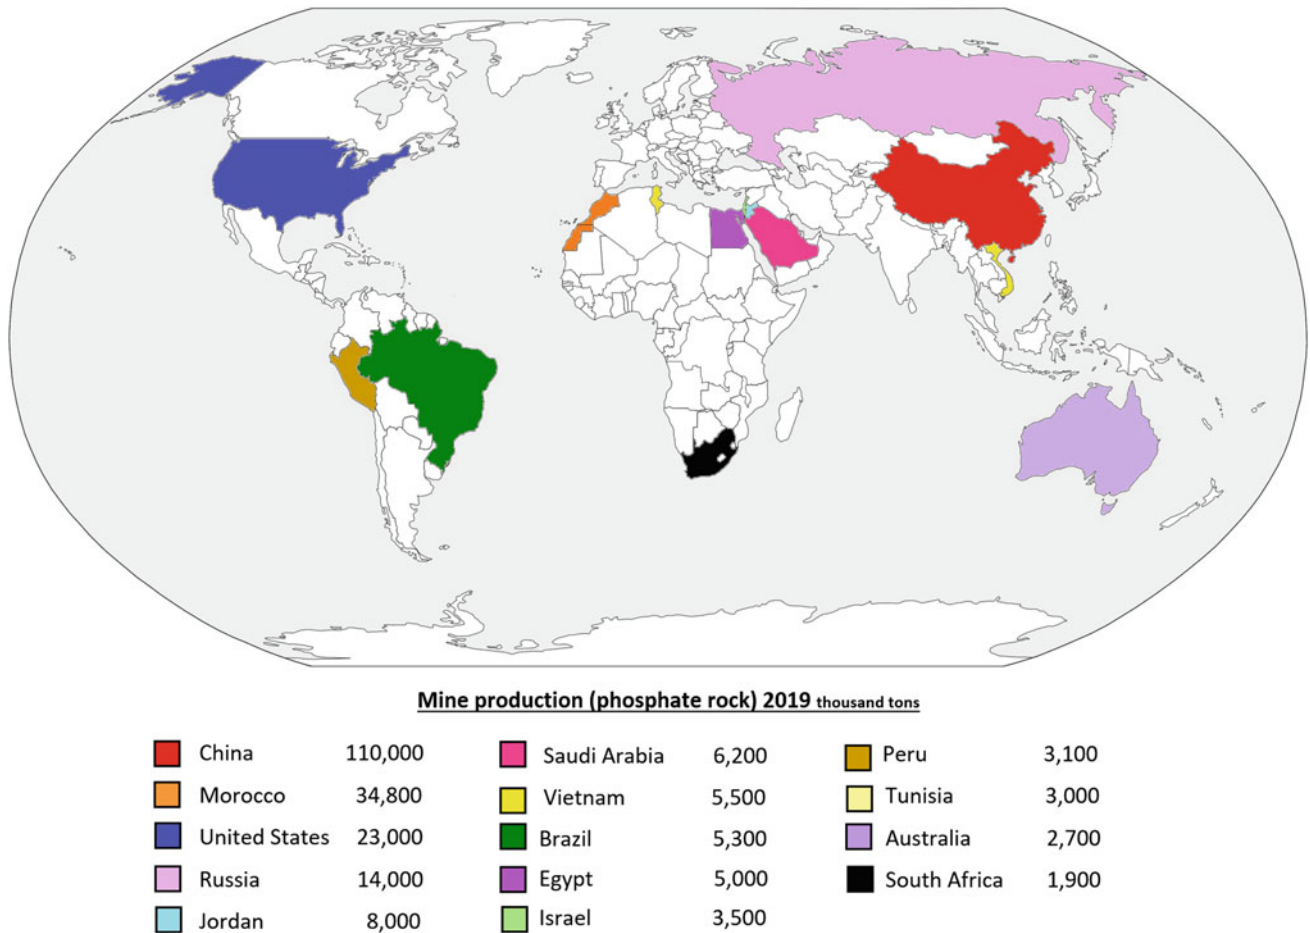 Mine production (phosphate rock) 2019 thousand tons
China 110,000
Morocco 34,800
United States 23,000
Russia 14,000
Jordan 8,000
Saudi Arabia 6,200
Vietnam 5,500
Brazil 5,300
Egypt 5,000
Israel 3,500
Peru 3,100
Tunisia 3,000
Australia 2,700
South Africa 1,900